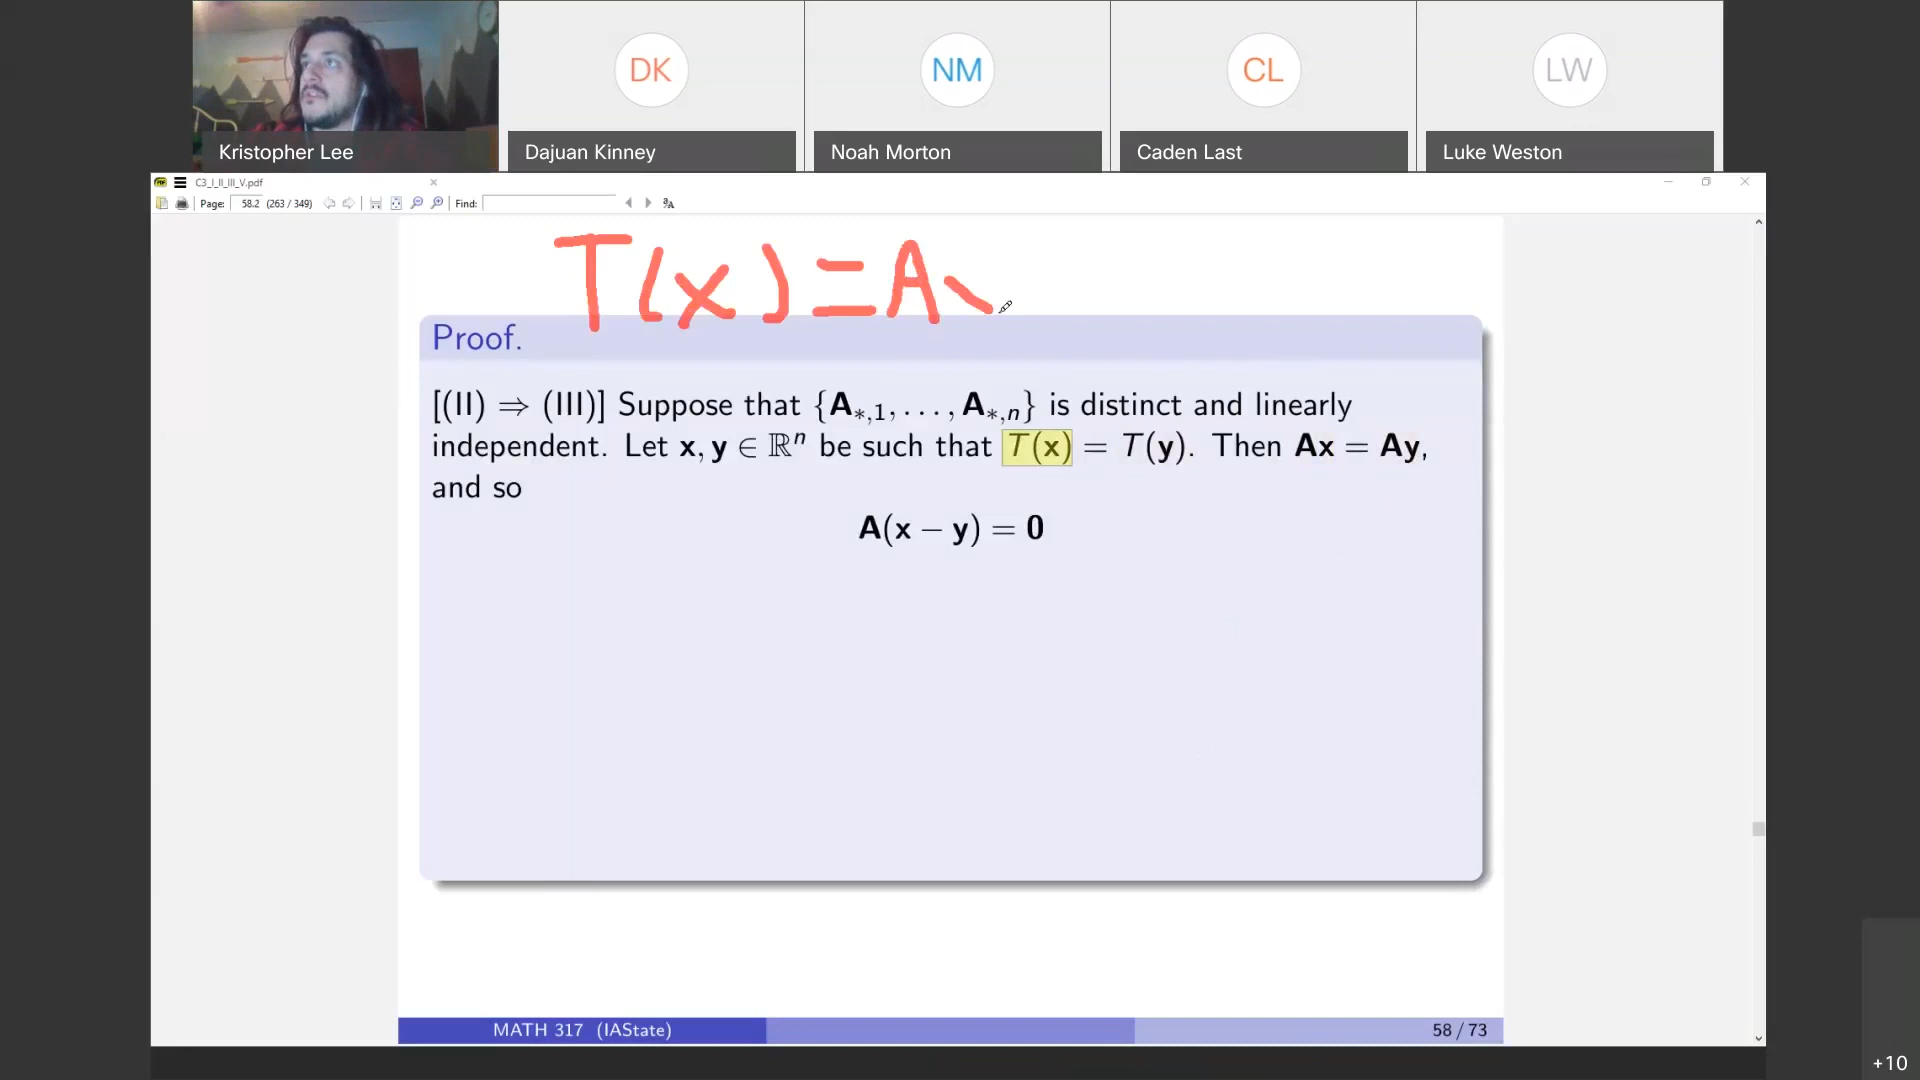 DK
NM
CL
LW
Kristopher Lee
Dajuan Kinney
Noah Morton
Caden Last
Luke Weston
C3_I_II_III_V.pdf
Page: 58.2 (263 / 349) Find:
T(x)=A
Proof.
[(II) ⇒ (III)] Suppose that {A∗,1, . . . , A∗,n} is distinct and linearly
independent. Let x, y ∈ ℝⁿ be such that T(x) = T(y). Then Ax = Ay,
and so
A(x − y) = 0
MATH 317 (IAState)
58 / 73
+10